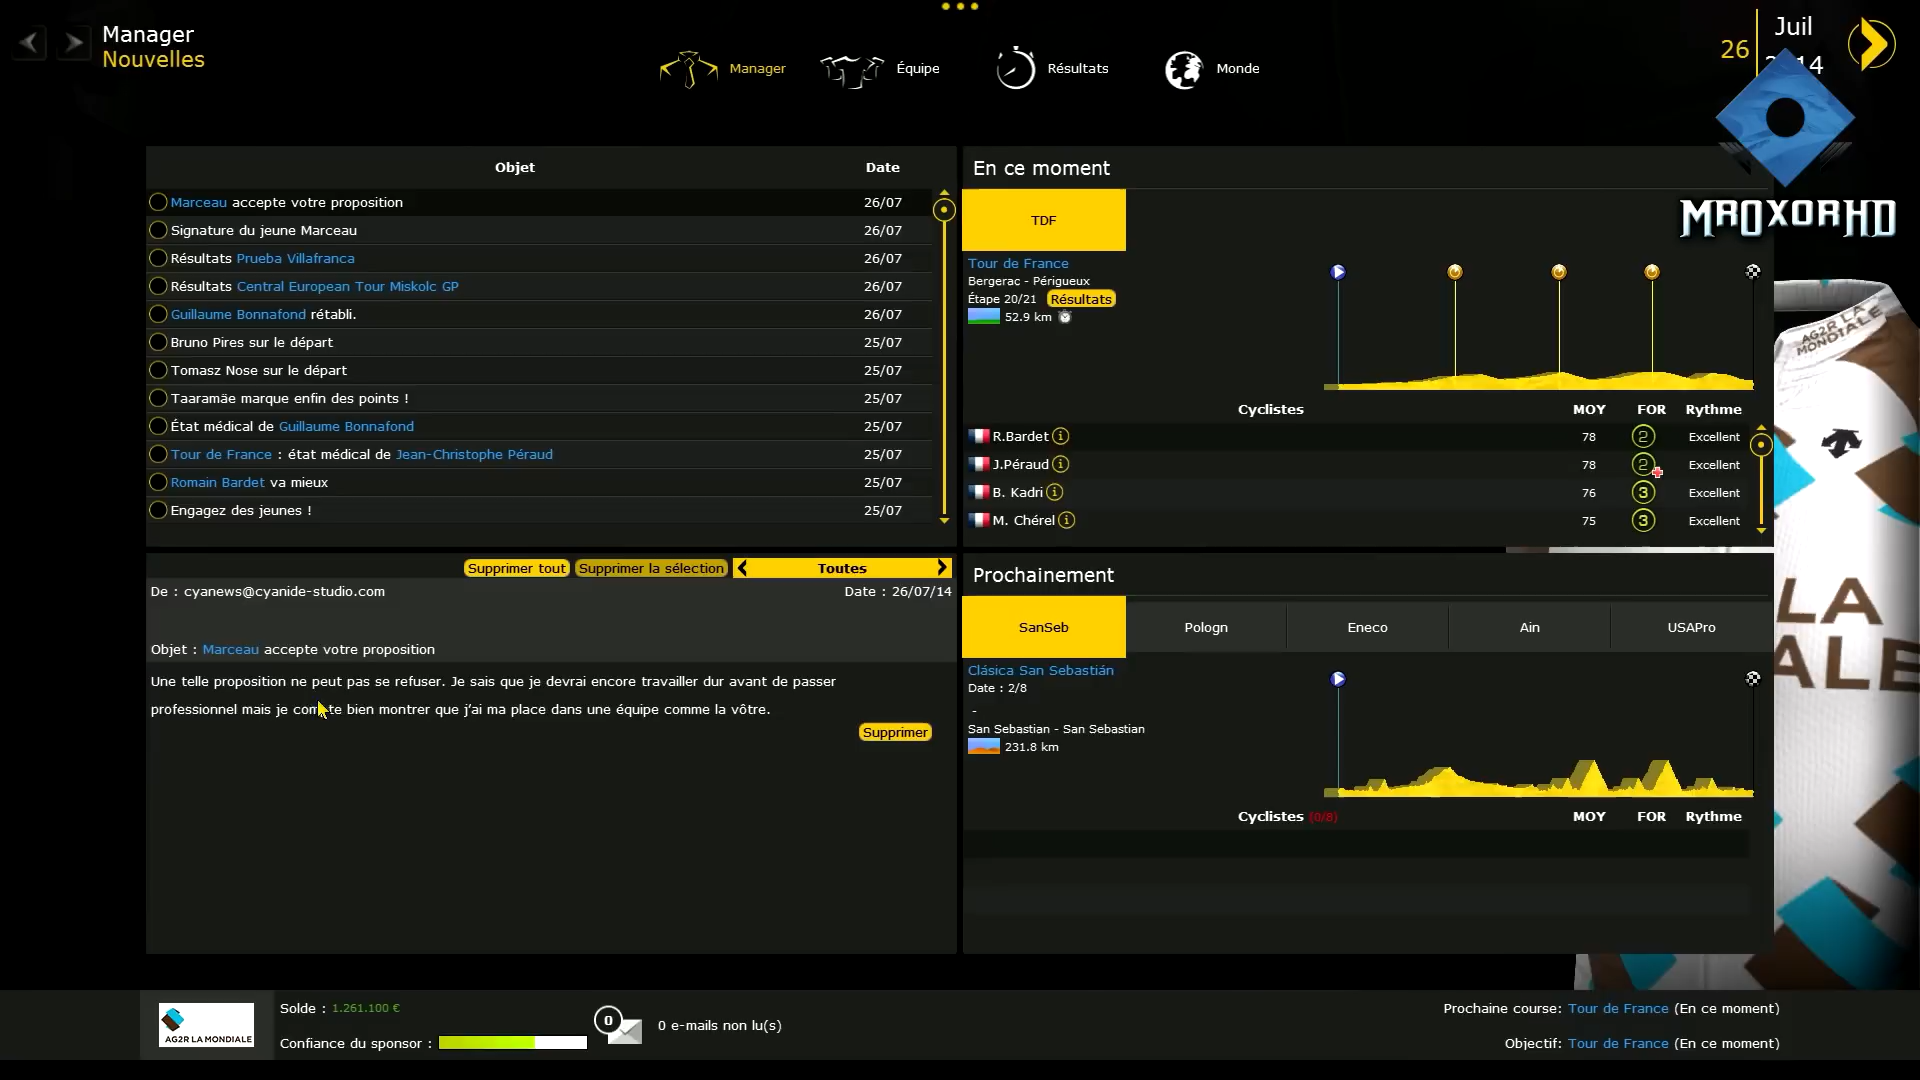 Manager
Nouvelles
Manager
Équipe
Résultats
Monde
26
Juil
MROXORHD
Objet Date
Marceau accepte votre proposition 26/07
Signature du jeune Marceau 26/07
Résultats Prueba Villafranca 26/07
Résultats Central European Tour Miskolc GP 26/07
Guillaume Bonnafond rétabli. 26/07
Bruno Pires sur le départ 25/07
Tomasz Nose sur le départ 25/07
Taaramäe marque enfin des points ! 25/07
État médical de Guillaume Bonnafond 25/07
Tour de France : état médical de Jean-Christophe Péraud 25/07
Romain Bardet va mieux 25/07
Engagez des jeunes ! 25/07
En ce moment
TDF
Tour de France
Bergerac - Périgueux
Étape 20/21 Résultats
52.9 km
Cyclistes MOY FOR Rythme
R.Bardet i 78 2 Excellent
J.Péraud i 78 2 Excellent
B. Kadri i 76 3 Excellent
M. Chérel i 75 3 Excellent
AG2R LA
MONDIALE
Supprimer tout Supprimer la sélection Toutes
De : cyanews@cyanide-studio.com Date : 26/07/14
Objet : Marceau accepte votre proposition
Une telle proposition ne peut pas se refuser. Je sais que je devrai encore travailler dur avant de passer
professionnel mais je compte bien montrer que j'ai ma place dans une équipe comme la vôtre.
Supprimer
Prochainement
SanSeb Pologn Eneco Ain USAPro
Clásica San Sebastián
Date : 2/8
-
San Sebastian - San Sebastian
231.8 km
Cyclistes (0/8) MOY FOR Rythme
LA
ALE
AG2R LA MONDIALE
Solde : 1.261.100 €
Confiance du sponsor :
0
0 e-mails non lu(s)
Prochaine course: Tour de France (En ce moment)
Objectif: Tour de France (En ce moment)